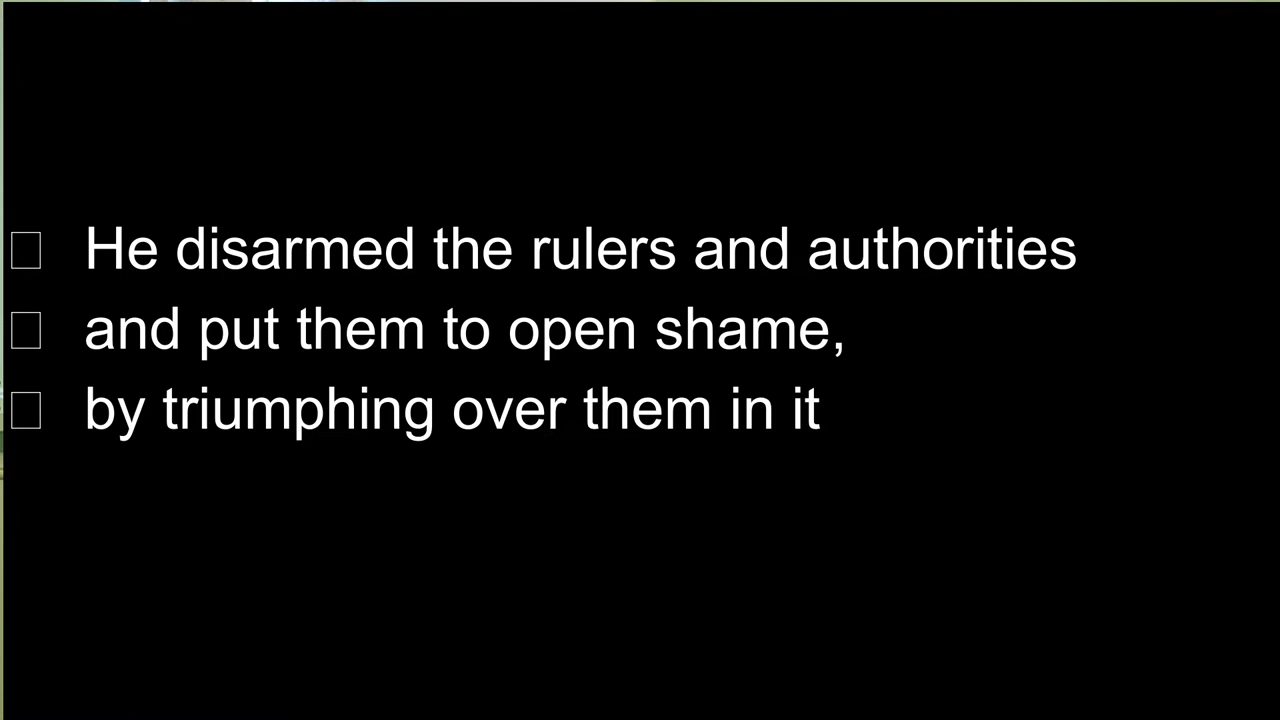 He disarmed the rulers and authorities
and put them to open shame,
by triumphing over them in it